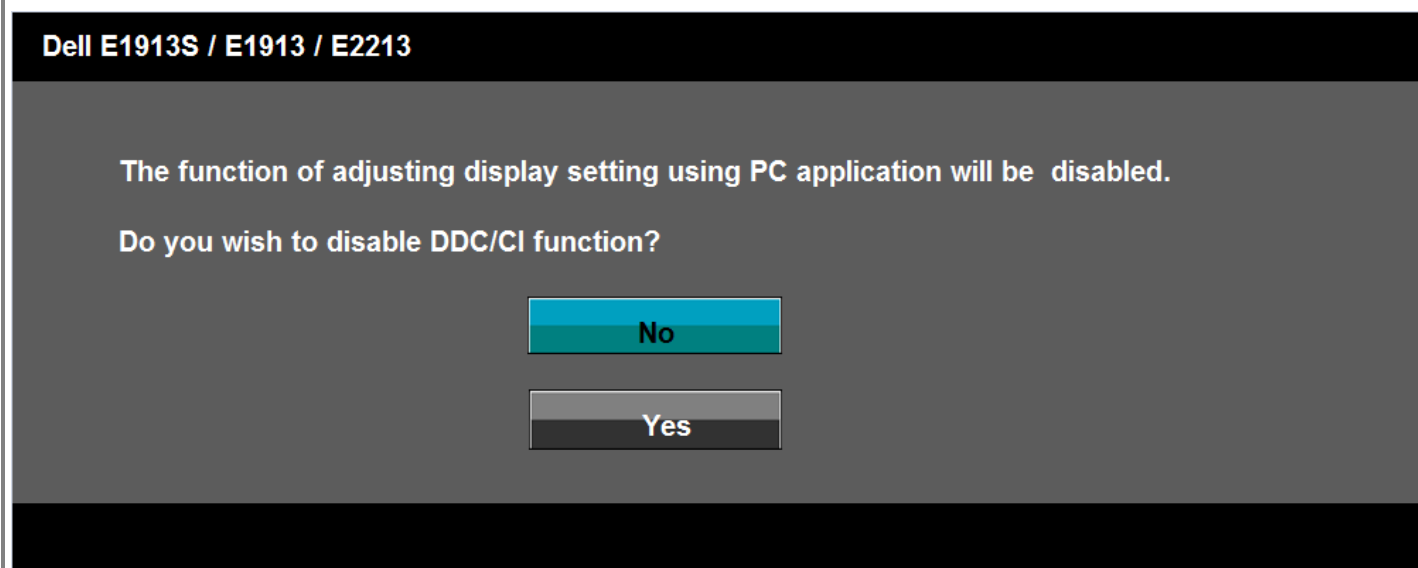 Dell E1913S / E1913 / E2213
The function of adjusting display setting using PC application will be  disabled.
Do you wish to disable DDC/CI function?
No
Yes